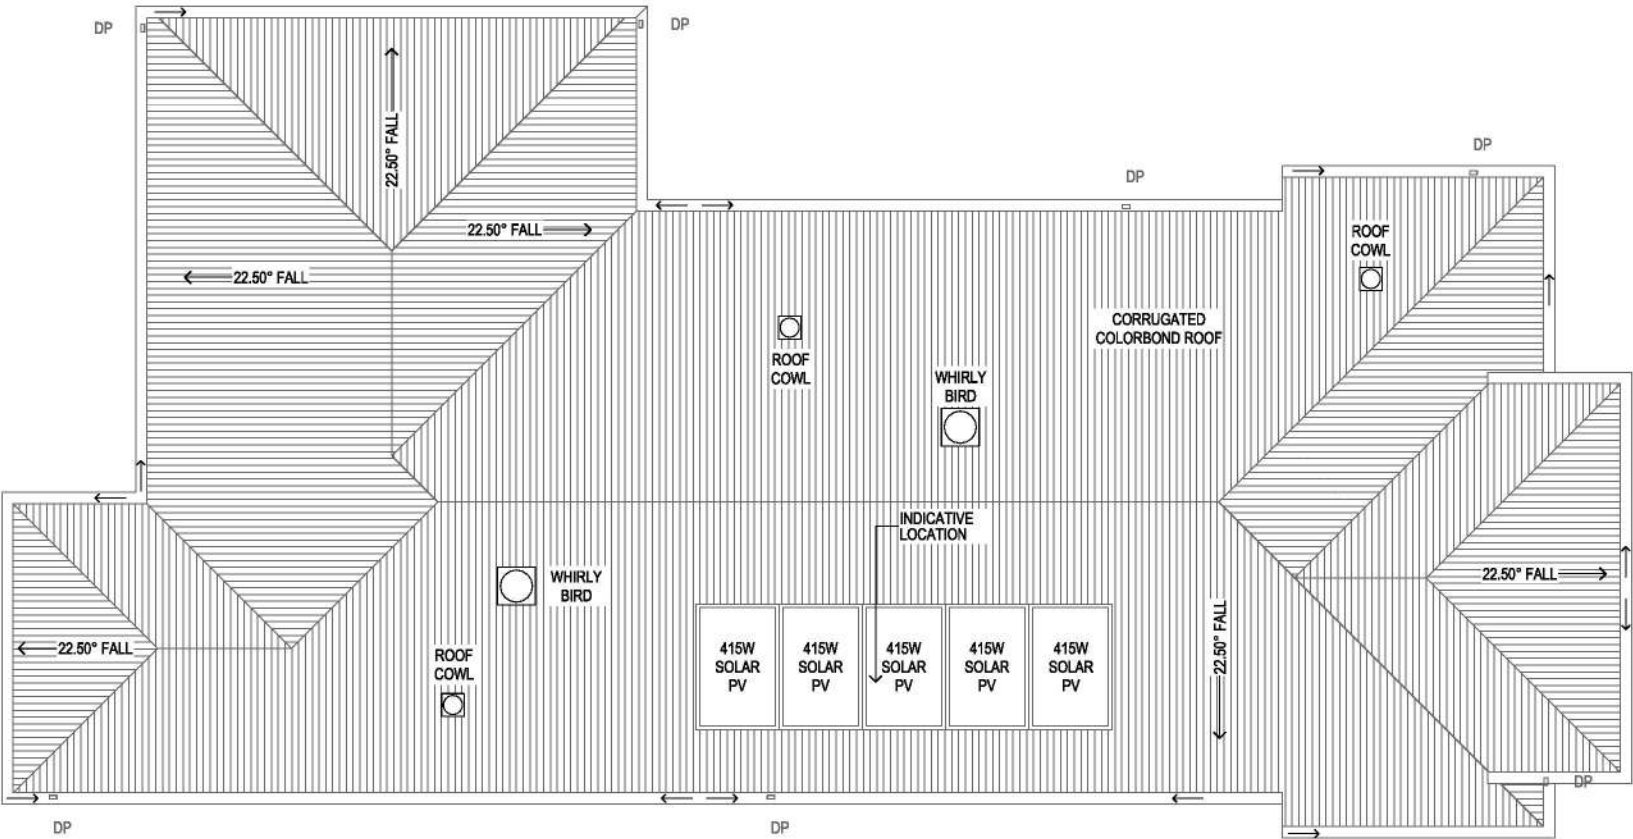 DP
DP
22.50° FALL
DP
DP
22.50° FALL
ROOF
COWL
22.50° FALL
CORRUGATED
COLORBOND ROOF
ROOF
COWL
WHIRLY
BIRD
INDICATIVE
LOCATION
WHIRLY
BIRD
22.50° FALL
22.50° FALL
22.50° FALL
ROOF
COWL
415W
SOLAR
PV
415W
SOLAR
PV
415W
SOLAR
PV
415W
SOLAR
PV
415W
SOLAR
PV
DP
DP
DP